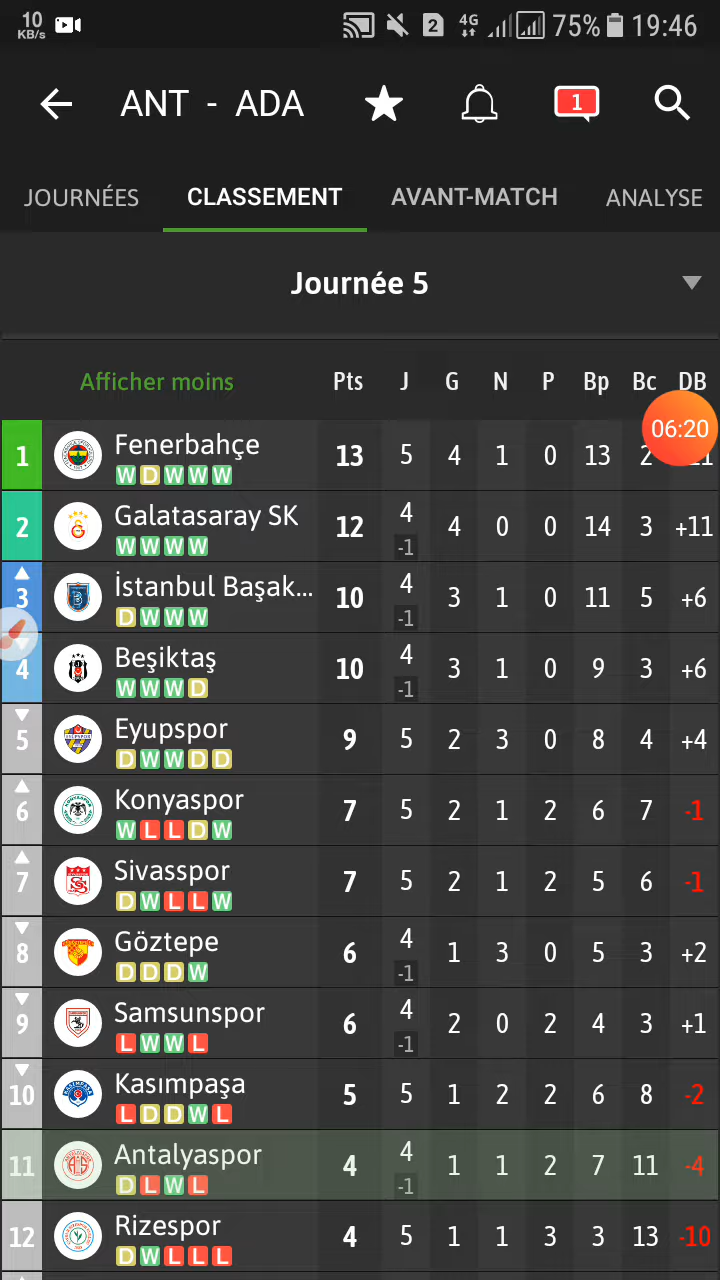 10 KB/s 2 4G 75% 19:46
ANT - ADA 1
JOURNÉES CLASSEMENT AVANT-MATCH ANALYSE
Journée 5
Afficher moins Pts J G N P Bp Bc DB
06:20
1 Fenerbahçe 13 5 4 1 0 13 2
W D W W W
2 Galatasaray SK 12 4 4 0 0 14 3 +11
W W W W -1
3 İstanbul Başak... 10 4 3 1 0 11 5 +6
D W W W -1
4 Beşiktaş 10 4 3 1 0 9 3 +6
W W W D -1
5 Eyupspor 9 5 2 3 0 8 4 +4
D W W D D
6 Konyaspor 7 5 2 1 2 6 7 -1
W L L D W
7 Sivasspor 7 5 2 1 2 5 6 -1
D W L L W
8 Göztepe 6 4 1 3 0 5 3 +2
D D D W -1
9 Samsunspor 6 4 2 0 2 4 3 +1
L W W L -1
10 Kasımpaşa 5 5 1 2 2 6 8 -2
L D D W L
11 Antalyaspor 4 4 1 1 2 7 11 -4
D L W L -1
12 Rizespor 4 5 1 1 3 3 13 -10
D W L L L